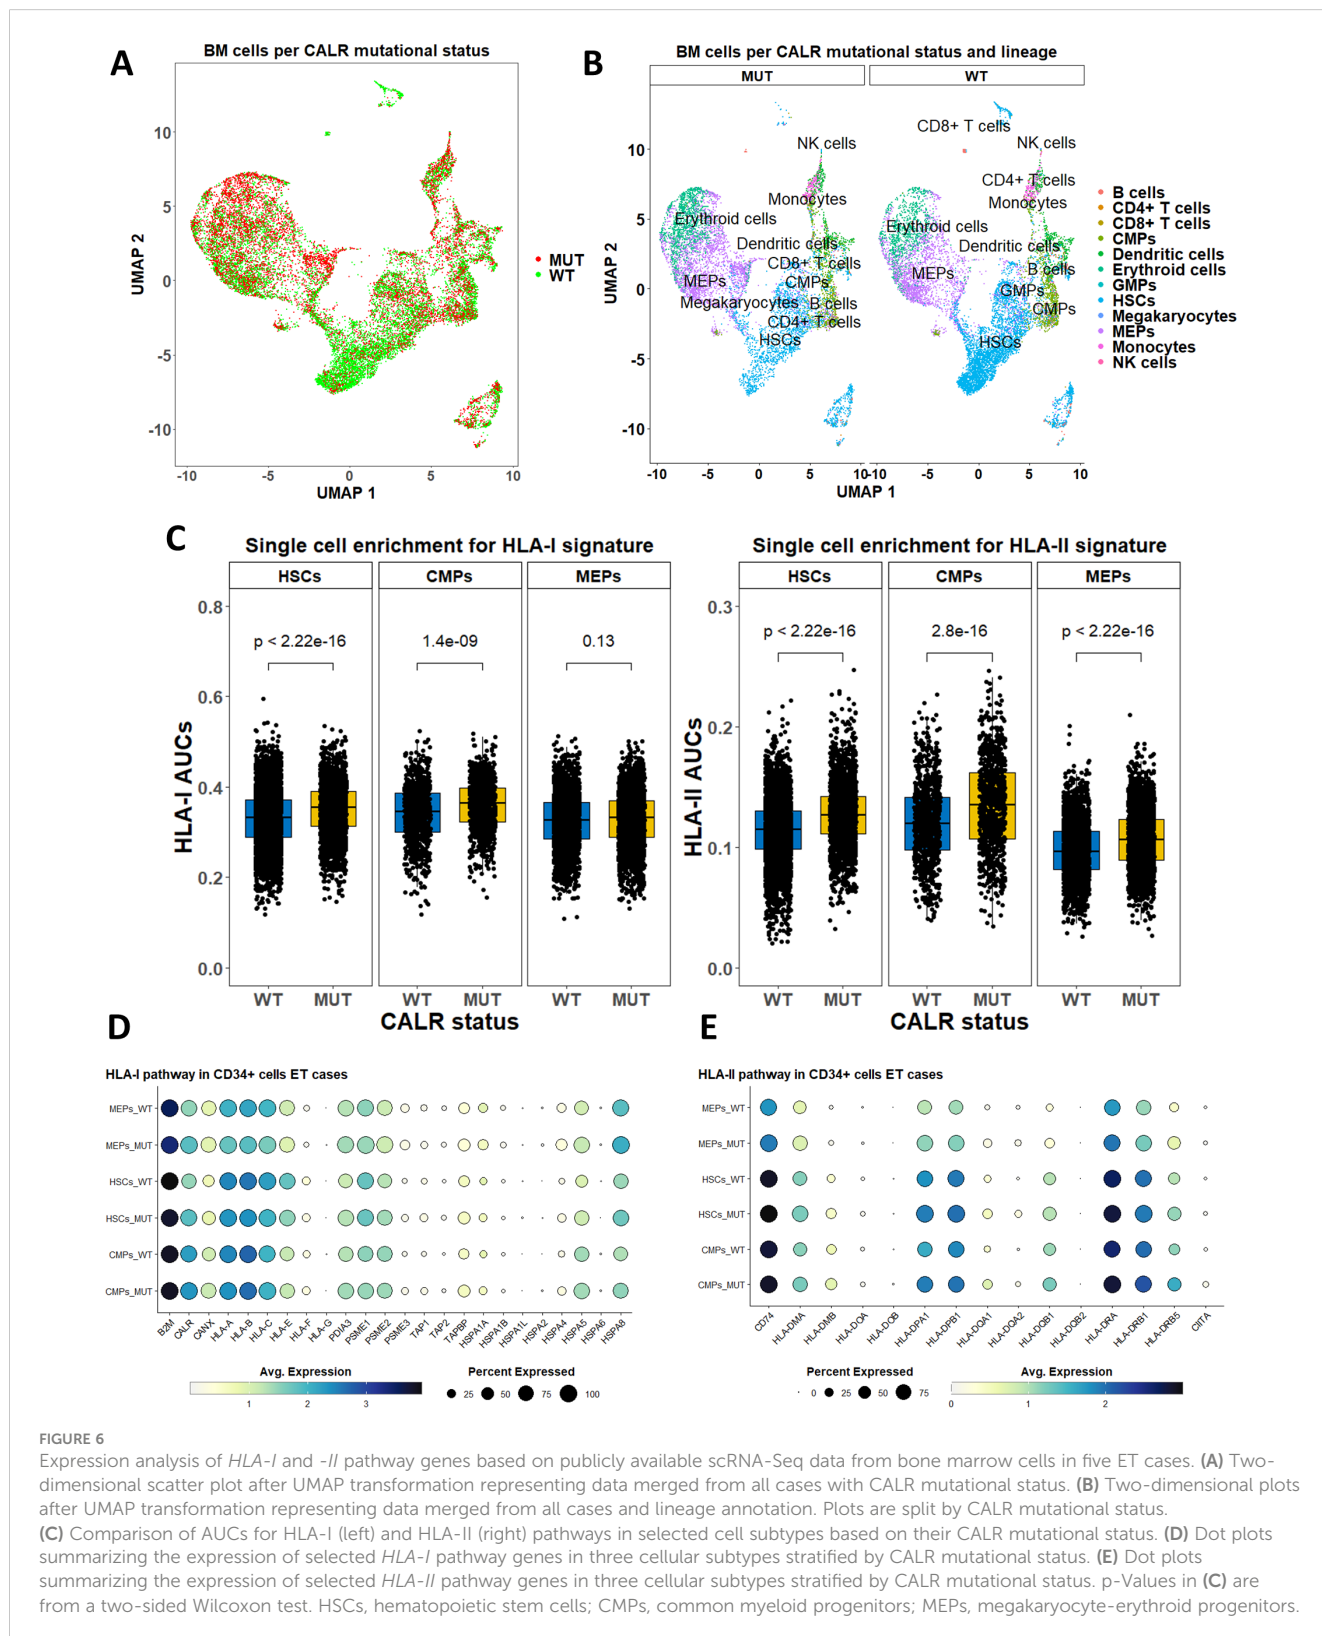 A
BM cells per CALR mutational status
10
5
0
-5
-10
UMAP 2
-10
-5
0
5
10
UMAP 1
MUT
WT
B
BM cells per CALR mutational status and lineage
MUT
WT
10
5
0
-5
-10
UMAP 2
NK cells
Monocytes
Erythroid cells
Dendritic cells
CD8+ T cells
MEPs
CMPs
Megakaryocytes
B cells
CD4+ T cells
HSCs
CD8+ T cells
NK cells
CD4+ T cells
Monocytes
Erythroid cells
Dendritic cells
MEPs
B cells
GMPs
CMPs
HSCs
-10
-5
0
5
10
-10
-5
0
5
10
UMAP 1
B cells
CD4+ T cells
CD8+ T cells
CMPs
Dendritic cells
Erythroid cells
GMPs
HSCs
Megakaryocytes
MEPs
Monocytes
NK cells
C
Single cell enrichment for HLA-I signature
HSCs
CMPs
MEPs
0.8
0.6
0.4
0.2
0.0
HLA-I AUCs
p < 2.22e-16
1.4e-09
0.13
WT
MUT
WT
MUT
WT
MUT
CALR status
Single cell enrichment for HLA-II signature
HSCs
CMPs
MEPs
0.3
0.2
0.1
0.0
HLA-II AUCs
p < 2.22e-16
2.8e-16
p < 2.22e-16
WT
MUT
WT
MUT
WT
MUT
CALR status
D
HLA-I pathway in CD34+ cells ET cases
MEPs_WT
MEPs_MUT
HSCs_WT
HSCs_MUT
CMPs_WT
CMPs_MUT
B2M
CALR
CANX
HLA-A
HLA-B
HLA-C
HLA-E
HLA-F
HLA-G
PDIA3
PSME1
PSME2
PSME3
TAP1
TAP2
TAPBP
HSPA1A
HSPA1B
HSPA1L
HSPA2
HSPA4
HSPA5
HSPA6
HSPA8
Avg. Expression
1
2
3
Percent Expressed
25
50
75
100
E
HLA-II pathway in CD34+ cells ET cases
MEPs_WT
MEPs_MUT
HSCs_WT
HSCs_MUT
CMPs_WT
CMPs_MUT
CD74
HLA-DMA
HLA-DMB
HLA-DOA
HLA-DOB
HLA-DPA1
HLA-DPB1
HLA-DQA1
HLA-DQA2
HLA-DQB1
HLA-DQB2
HLA-DRA
HLA-DRB1
HLA-DRB5
CIITA
Percent Expressed
0
25
50
75
Avg. Expression
0
1
2
FIGURE 6
Expression analysis of HLA-I and -II pathway genes based on publicly available scRNA-Seq data from bone marrow cells in five ET cases. (A) Two-
dimensional scatter plot after UMAP transformation representing data merged from all cases with CALR mutational status. (B) Two-dimensional plots
after UMAP transformation representing data merged from all cases and lineage annotation. Plots are split by CALR mutational status.
(C) Comparison of AUCs for HLA-I (left) and HLA-II (right) pathways in selected cell subtypes based on their CALR mutational status. (D) Dot plots
summarizing the expression of selected HLA-I pathway genes in three cellular subtypes stratified by CALR mutational status. (E) Dot plots
summarizing the expression of selected HLA-II pathway genes in three cellular subtypes stratified by CALR mutational status. p-Values in (C) are
from a two-sided Wilcoxon test. HSCs, hematopoietic stem cells; CMPs, common myeloid progenitors; MEPs, megakaryocyte-erythroid progenitors.